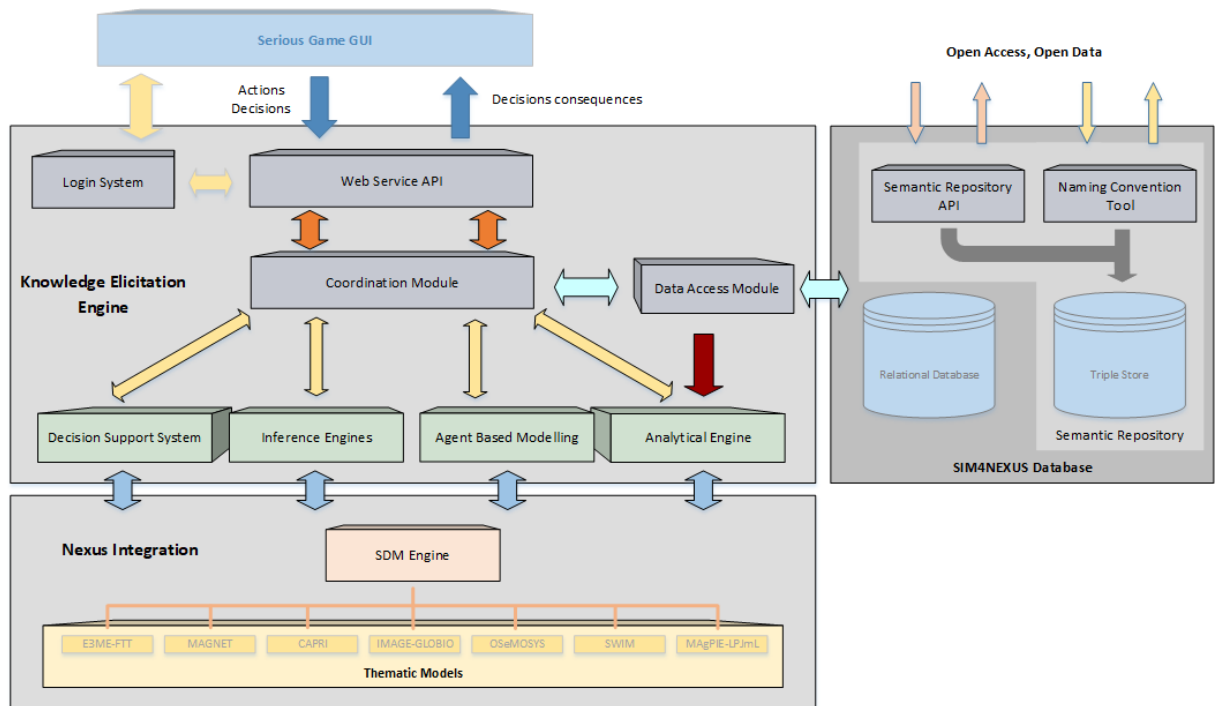 Serious Game GUI
Actions
Decisions
Decisions consequences
Open Access, Open Data
Login System
Web Service API
Semantic Repository
API
Naming Convention
Tool
Knowledge Elicitation
Engine
Coordination Module
Data Access Module
Relational Database
Triple Store
Decision Support System
Inference Engines
Agent Based Modelling
Analytical Engine
Semantic Repository
SIM4NEXUS Database
Nexus Integration
SDM Engine
E3ME-FTT
MAGNET
CAPRI
IMAGE-GLOBIO
OSeMOSYS
SWIM
MAgPIE-LPJmL
Thematic Models